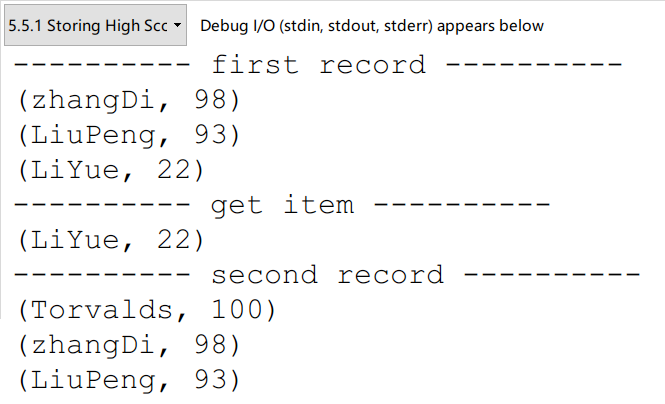 5.5.1 Storing High Scc Debug I/O (stdin, stdout, stderr) appears below
---------- first record ----------
(zhangDi, 98)
(LiuPeng, 93)
(LiYue, 22)
---------- get item ----------
(LiYue, 22)
---------- second record ----------
(Torvalds, 100)
(zhangDi, 98)
(LiuPeng, 93)